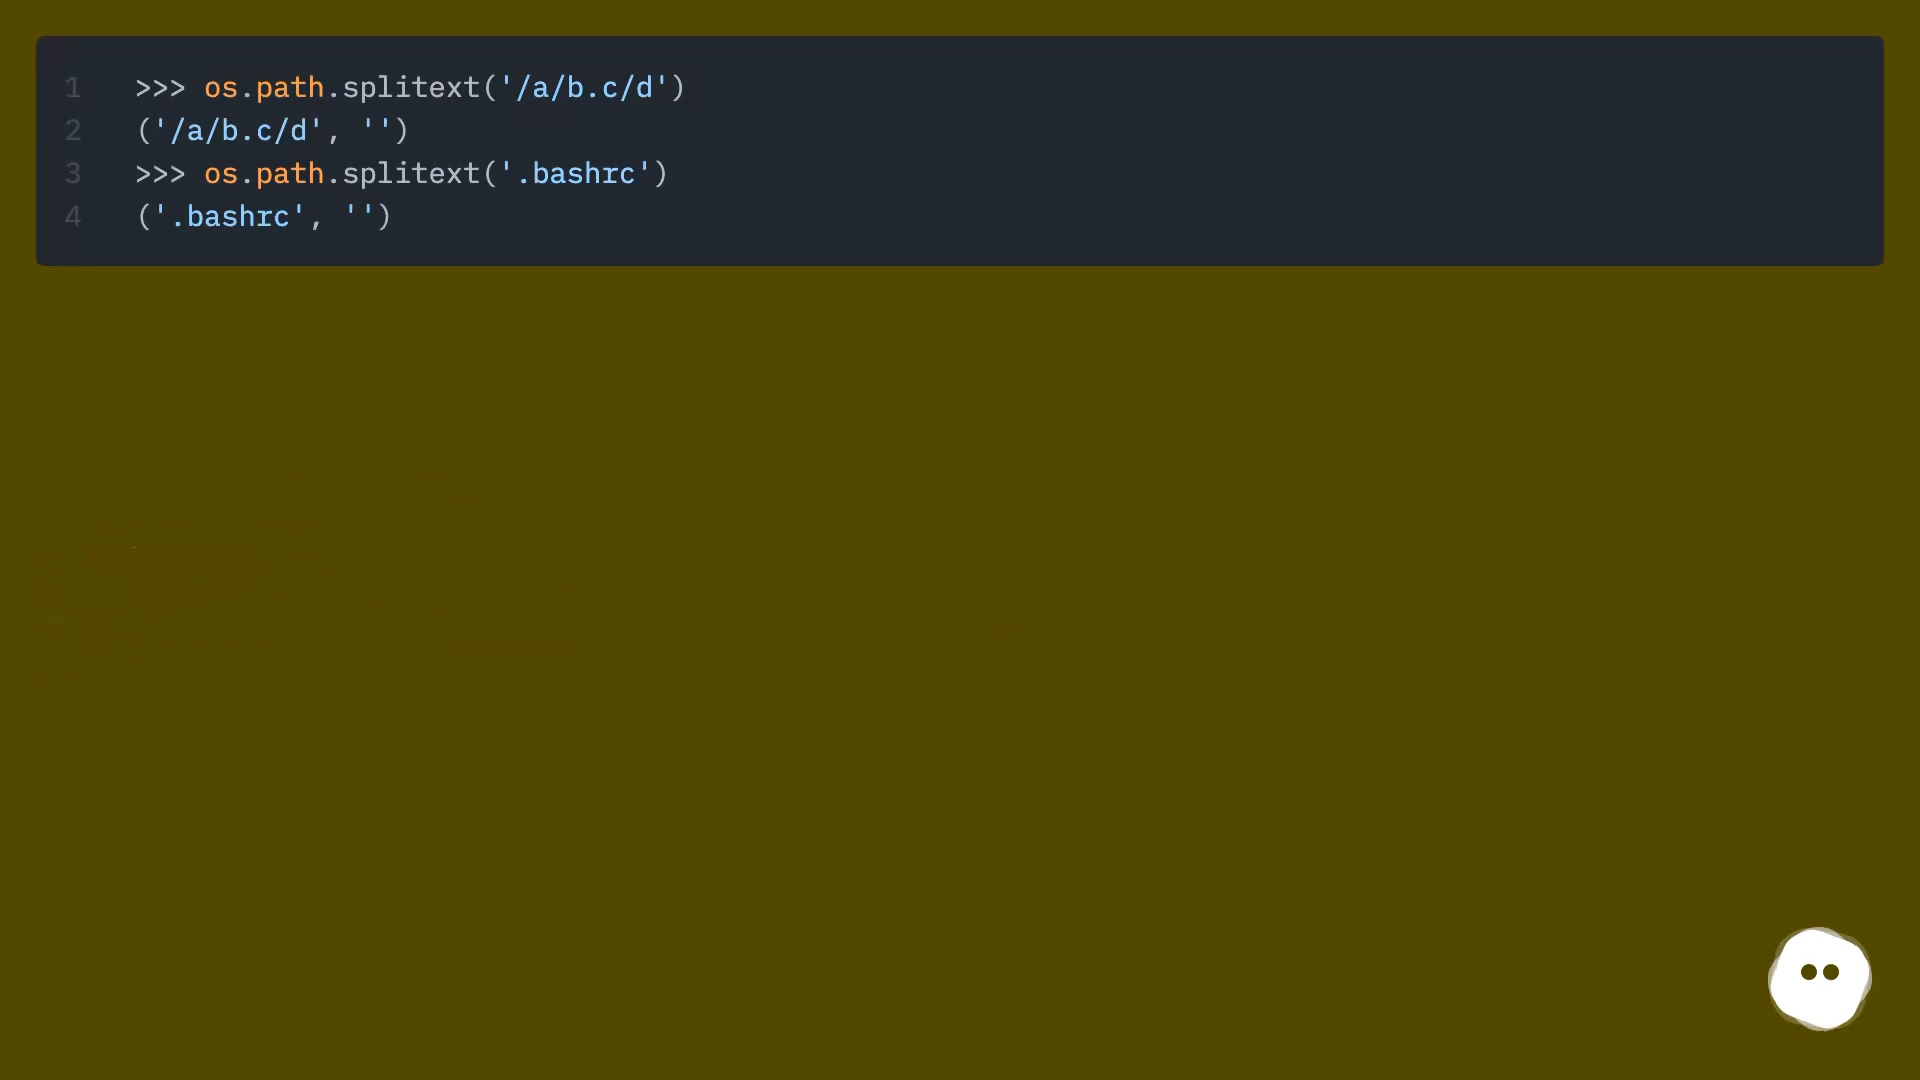 1 >>> os.path.splitext('/a/b.c/d')
2 ('/a/b.c/d', '')
3 >>> os.path.splitext('.bashrc')
4 ('.bashrc', '')